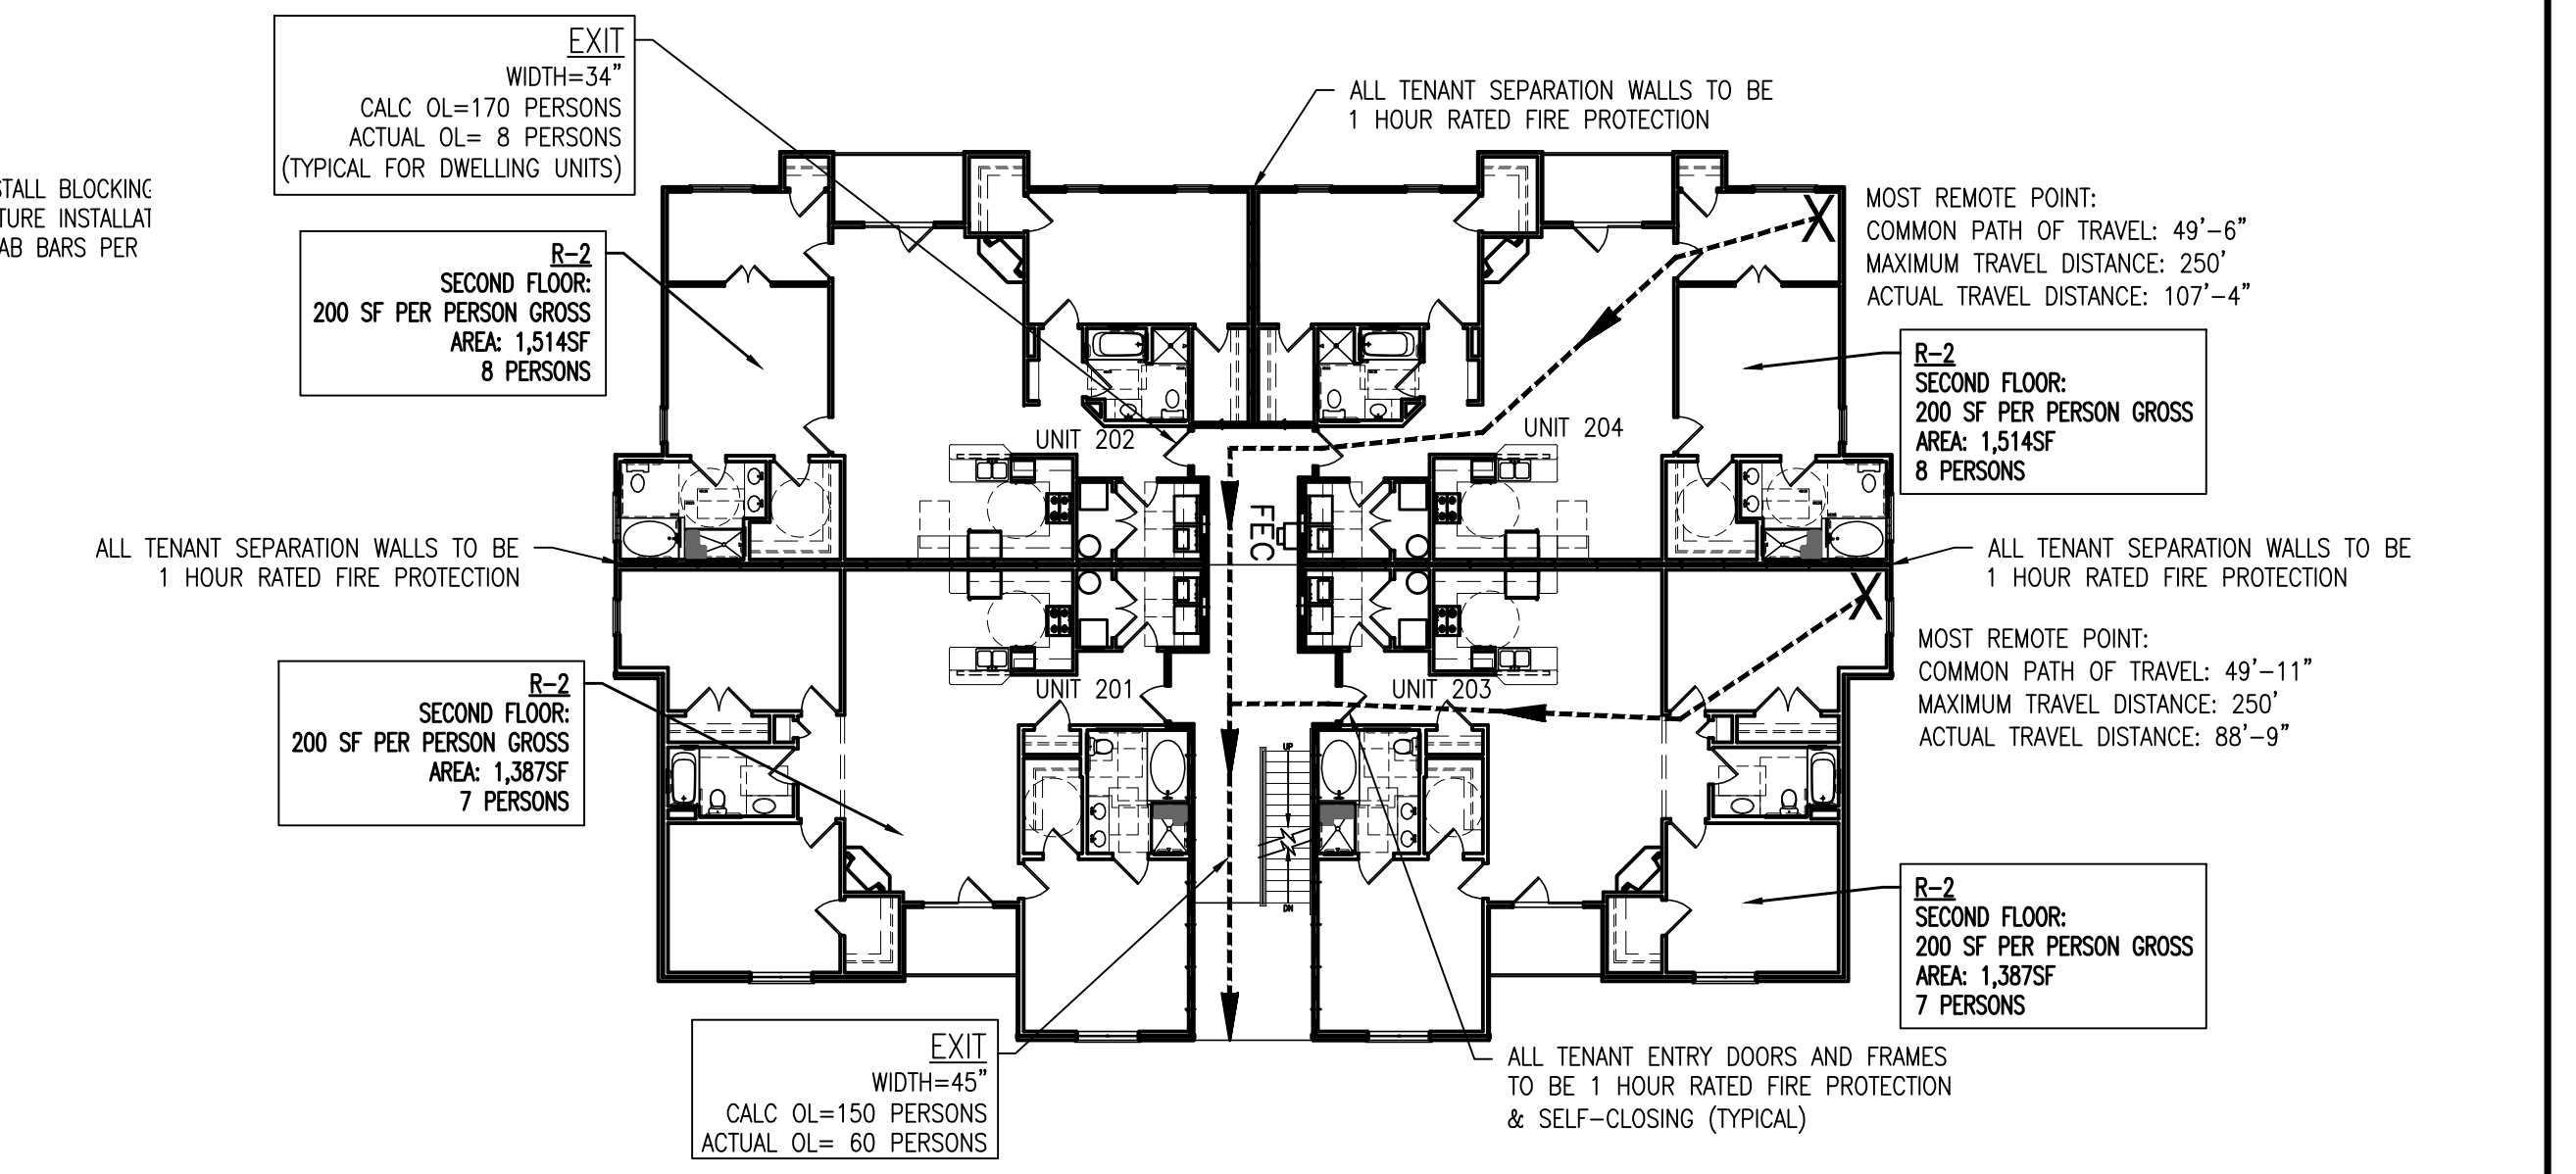 EXIT
WIDTH=34"
CALC OL=170 PERSONS
ACTUAL OL= 8 PERSONS
(TYPICAL FOR DWELLING UNITS)
ALL TENANT SEPARATION WALLS TO BE
1 HOUR RATED FIRE PROTECTION
STALL BLOCKING
TURE INSTALLAT
AB BARS PER
R-2
SECOND FLOOR:
200 SF PER PERSON GROSS
AREA: 1,514SF
8 PERSONS
X
MOST REMOTE POINT:
COMMON PATH OF TRAVEL: 49'-6"
MAXIMUM TRAVEL DISTANCE: 250'
ACTUAL TRAVEL DISTANCE: 107'-4"
R-2
SECOND FLOOR:
200 SF PER PERSON GROSS
AREA: 1,514SF
8 PERSONS
UNIT 202
UNIT 204
FEC
ALL TENANT SEPARATION WALLS TO BE
1 HOUR RATED FIRE PROTECTION
ALL TENANT SEPARATION WALLS TO BE
1 HOUR RATED FIRE PROTECTION
X
MOST REMOTE POINT:
COMMON PATH OF TRAVEL: 49'-11"
MAXIMUM TRAVEL DISTANCE: 250'
ACTUAL TRAVEL DISTANCE: 88'-9"
UNIT 201
UNIT 203
R-2
SECOND FLOOR:
200 SF PER PERSON GROSS
AREA: 1,387SF
7 PERSONS
UP
DN
R-2
SECOND FLOOR:
200 SF PER PERSON GROSS
AREA: 1,387SF
7 PERSONS
EXIT
WIDTH=45"
CALC OL=150 PERSONS
ACTUAL OL= 60 PERSONS
ALL TENANT ENTRY DOORS AND FRAMES
TO BE 1 HOUR RATED FIRE PROTECTION
& SELF-CLOSING (TYPICAL)